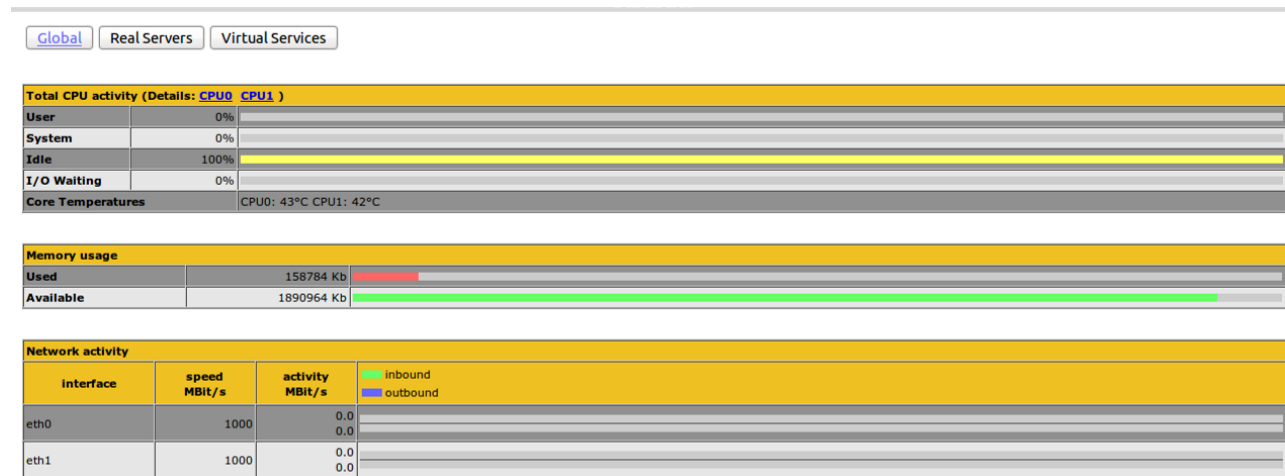 Global Real Servers Virtual Services
Total CPU activity (Details: CPU0 CPU1 )
User 0%
System 0%
Idle 100%
I/O Waiting 0%
Core Temperatures CPU0: 43°C CPU1: 42°C
Memory usage
Used 158784 Kb
Available 1890964 Kb
Network activity
interface speed MBit/s activity MBit/s inbound
outbound
eth0 1000 0.0
0.0
eth1 1000 0.0
0.0